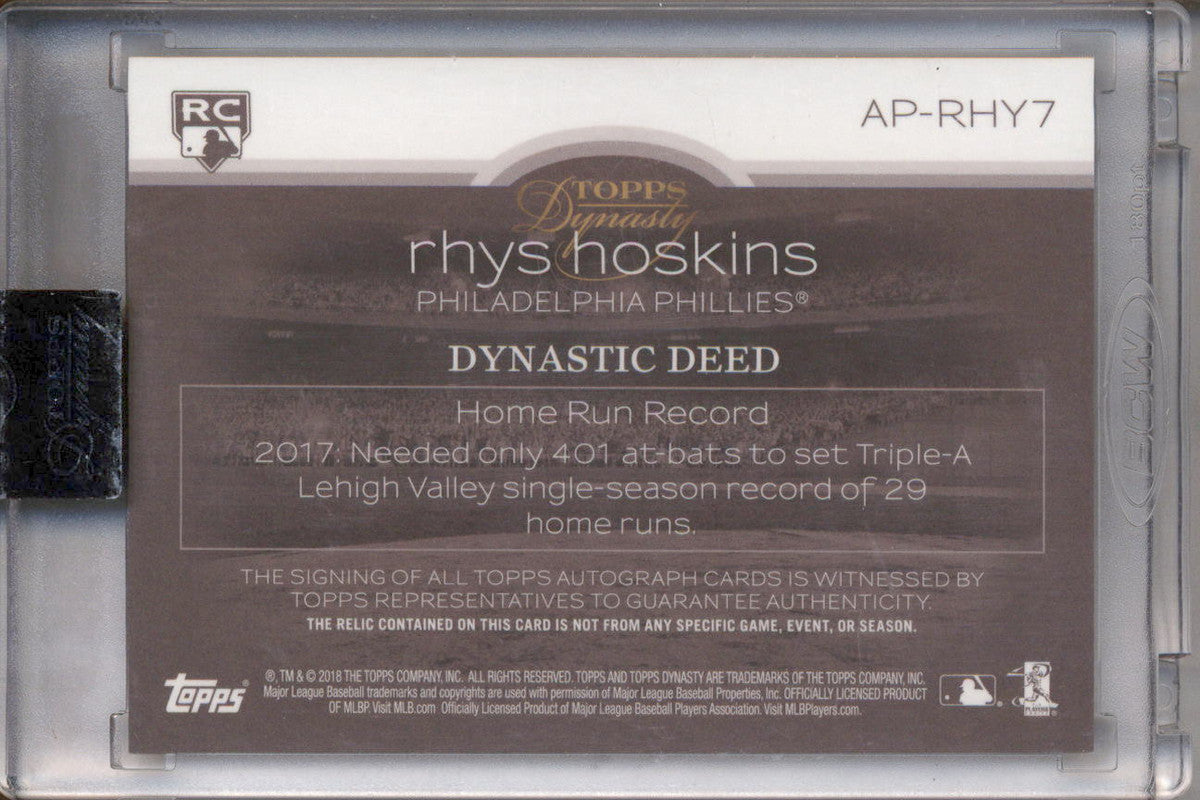 RC
AP-RHY7
TOPPS
Dynasty
rhys hoskins
PHILADELPHIA PHILLIES®
DYNASTIC DEED
Home Run Record
2017: Needed only 401 at-bats to set Triple-A
Lehigh Valley single-season record of 29
home runs.
THE SIGNING OF ALL TOPPS AUTOGRAPH CARDS IS WITNESSED BY
TOPPS REPRESENTATIVES TO GUARANTEE AUTHENTICITY.
THE RELIC CONTAINED ON THIS CARD IS NOT FROM ANY SPECIFIC GAME, EVENT, OR SEASON.
topps®
®, TM & © 2018 THE TOPPS COMPANY, INC. ALL RIGHTS RESERVED. TOPPS AND TOPPS DYNASTY ARE TRADEMARKS OF THE TOPPS COMPANY, INC.
Major League Baseball trademarks and copyrights are used with permission of Major League Baseball Properties, Inc. OFFICIALLY LICENSED PRODUCT
OF MLBP. Visit MLB.com Officially Licensed Product of Major League Baseball Players Association. Visit MLBPlayers.com.
180pt
BCW